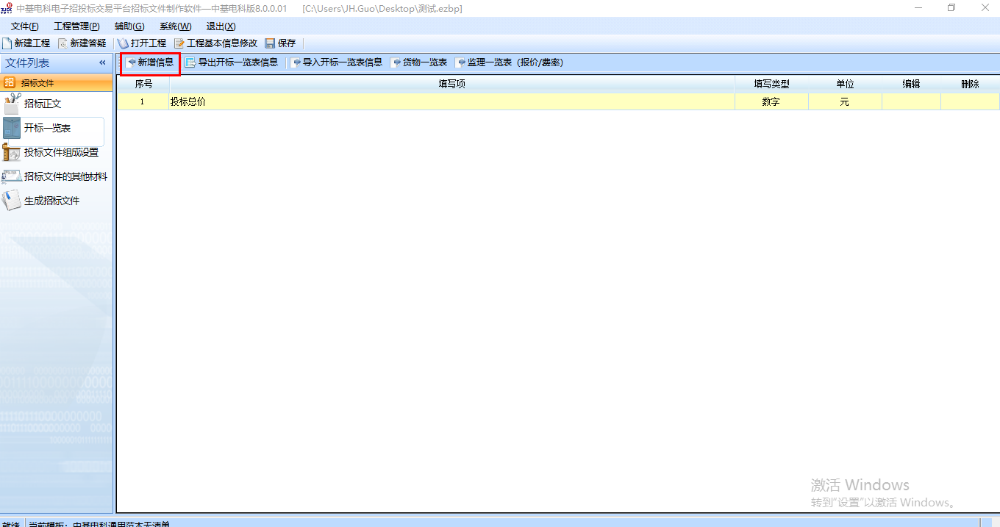 中基电科电子招投标交易平台招标文件制作软件—中基电科版8.0.0.01 [C:\Users\JH.Guo\Desktop\测试.ezbp]
文件(F) 工程管理(P) 辅助(G) 系统(W) 退出(X)
新建工程 新建答疑 打开工程 工程基本信息修改 保存
文件列表 «
新增信息 导出开标一览表信息 导入开标一览表信息 货物一览表 监理一览表（报价/费率）
招 招标文件
招标正文
开标一览表
投标文件组成设置
招标文件的其他材料
生成招标文件
序号 填写项 填写类型 单位 编辑 删除
1 投标总价 数字 元
激活 Windows
转到"设置"以激活 Windows。
就绪 当前模板：中基电科通用范本无清单